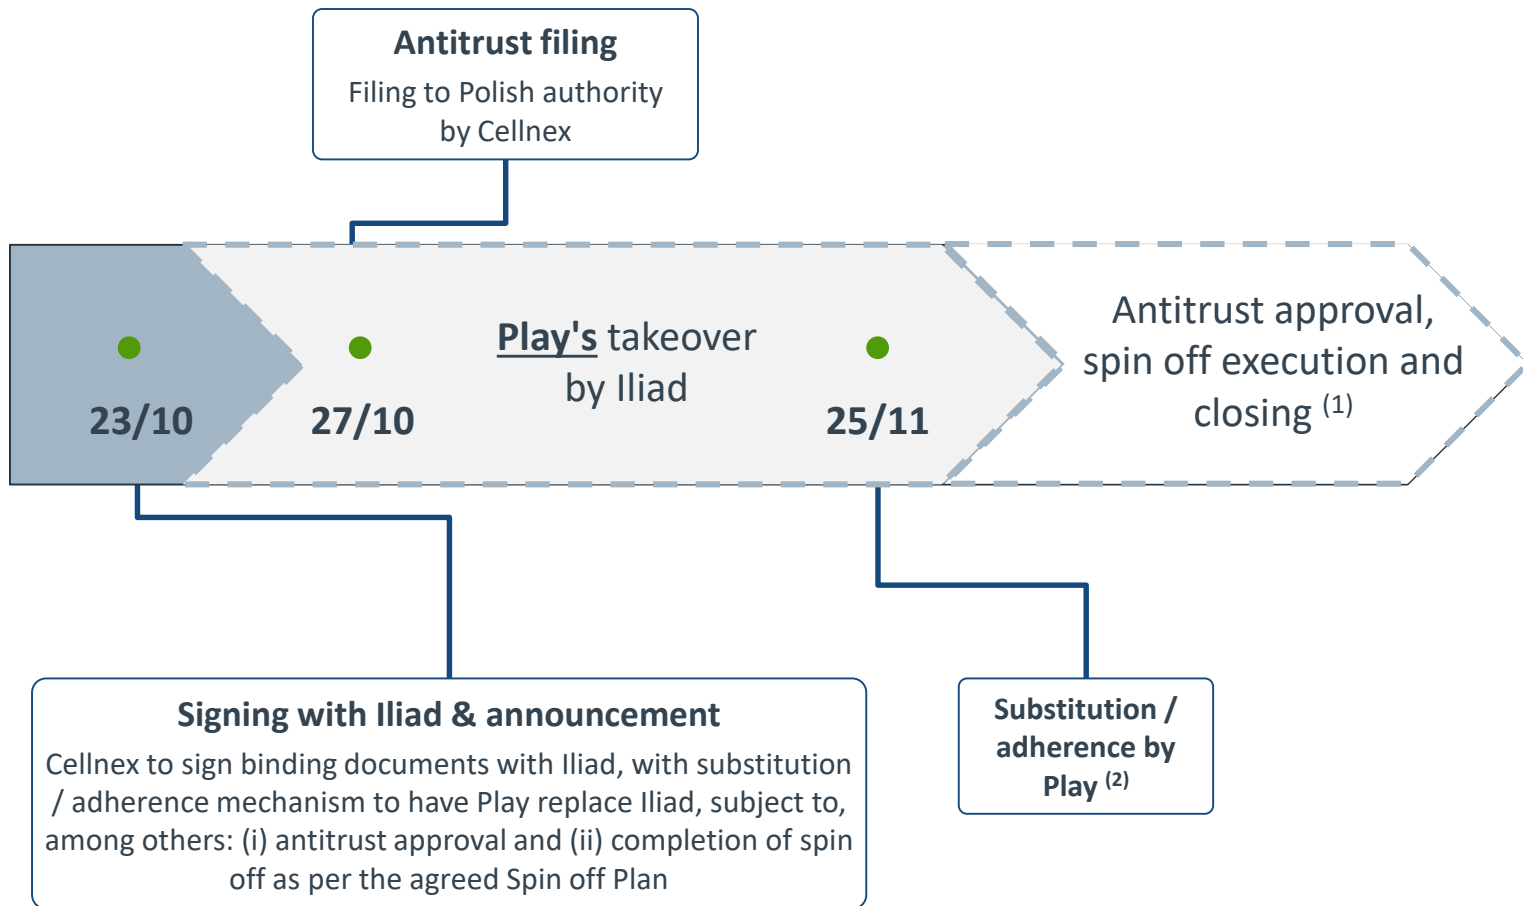 Antitrust filing
Filing to Polish authority
by Cellnex
23/10
27/10
Play's takeover
by Iliad
25/11
Antitrust approval,
spin off execution and
closing (1)
Signing with Iliad & announcement
Cellnex to sign binding documents with Iliad, with substitution
/ adherence mechanism to have Play replace Iliad, subject to,
among others: (i) antitrust approval and (ii) completion of spin
off as per the agreed Spin off Plan
Substitution /
adherence by
Play (2)